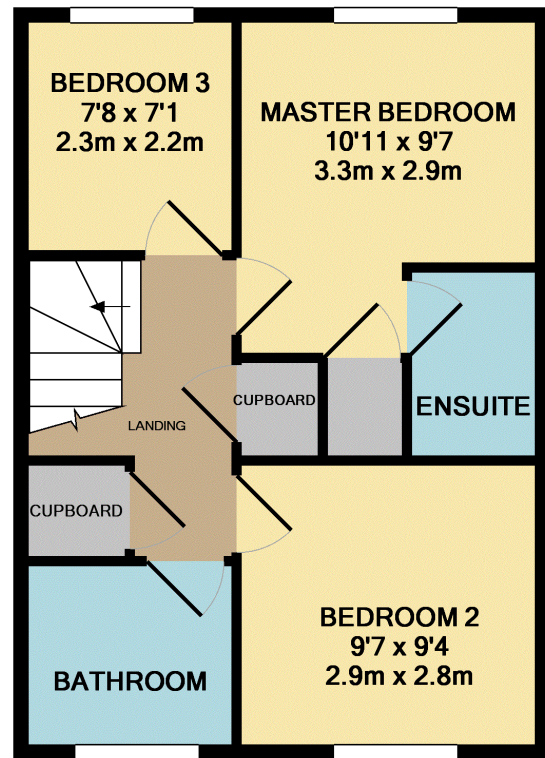 BEDROOM 3
7'8 x 7'1
2.3m x 2.2m
MASTER BEDROOM
10'11 x 9'7
3.3m x 2.9m
CUPBOARD
ENSUITE
LANDING
CUPBOARD
BEDROOM 2
9'7 x 9'4
2.9m x 2.8m
BATHROOM